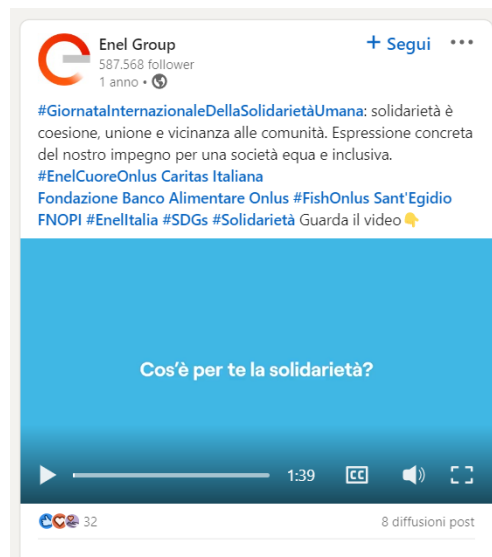 Enel Group
+ Segui
587.568 follower
1 anno •
#GiornataInternazionaleDellaSolidarietàUmana: solidarietà è
coesione, unione e vicinanza alle comunità. Espressione concreta
del nostro impegno per una società equa e inclusiva.
#EnelCuoreOnlus Caritas Italiana
Fondazione Banco Alimentare Onlus #FishOnlus Sant'Egidio
FNOPI #EnelItalia #SDGs #Solidarietà Guarda il video👇
Cos'è per te la solidarietà?
1:39
CC
32
8 diffusioni post